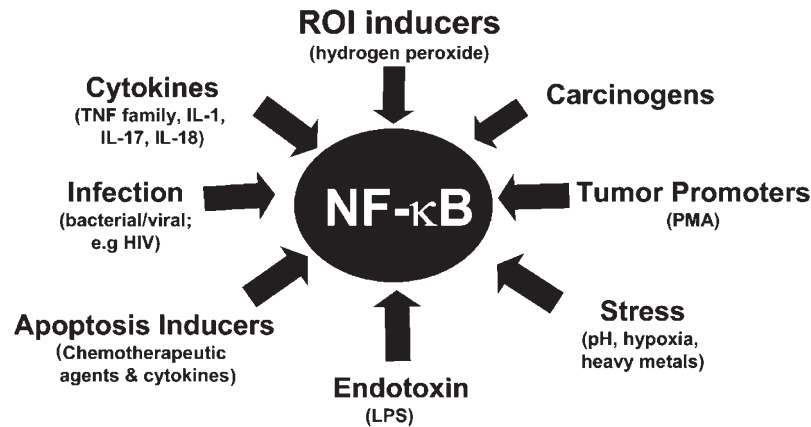 ROI inducers
(hydrogen peroxide)
Cytokines
(TNF family, IL-1,
IL-17, IL-18)
Carcinogens
Infection
(bacterial/viral;
e.g HIV)
NF-κB
Tumor Promoters
(PMA)
Apoptosis Inducers
(Chemotherapeutic
agents & cytokines)
Stress
(pH, hypoxia,
heavy metals)
Endotoxin
(LPS)